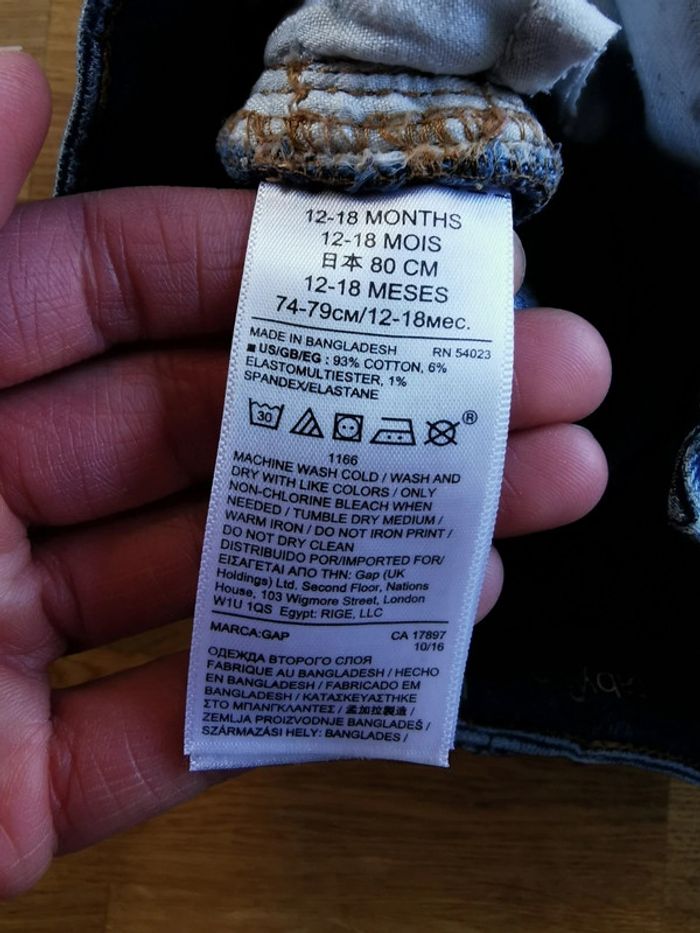 12-18 MONTHS
12-18 MOIS
日本 80 CM
12-18 MESES
74-79см/12-18мес.
MADE IN BANGLADESH RN 54023
■ US/GB/EG : 93% COTTON, 6%
ELASTOMULTIESTER, 1%
SPANDEX/ELASTANE
30 ®
1166
MACHINE WASH COLD / WASH AND
DRY WITH LIKE COLORS / ONLY
NON-CHLORINE BLEACH WHEN
NEEDED / TUMBLE DRY MEDIUM /
WARM IRON / DO NOT IRON PRINT /
DO NOT DRY CLEAN
DISTRIBUIDO POR/IMPORTED FOR/
ΕΙΣΑΓΕΤΑΙ ΑΠΟ ΤΗΝ: Gap (UK
Holdings) Ltd. Second Floor, Nations
House, 103 Wigmore Street, London
W1U 1QS Egypt: RIGE, LLC
MARCA:GAP CA 17897
10/16
ОДЕЖДА ВТОРОГО СЛОЯ
FABRIQUE AU BANGLADESH / HECHO
EN BANGLADESH / FABRICADO EM
BANGLADESH / ΚΑΤΑΣΚΕΥΑΣΤΗΚΕ
ΣΤΟ ΜΠΑΝΓΚΛΑΝΤΕΣ / 孟加拉製造 /
ZEMLJA PROIZVODNJE BANGLADEŠ /
SZÁRMAZÁSI HELY: BANGLADES /